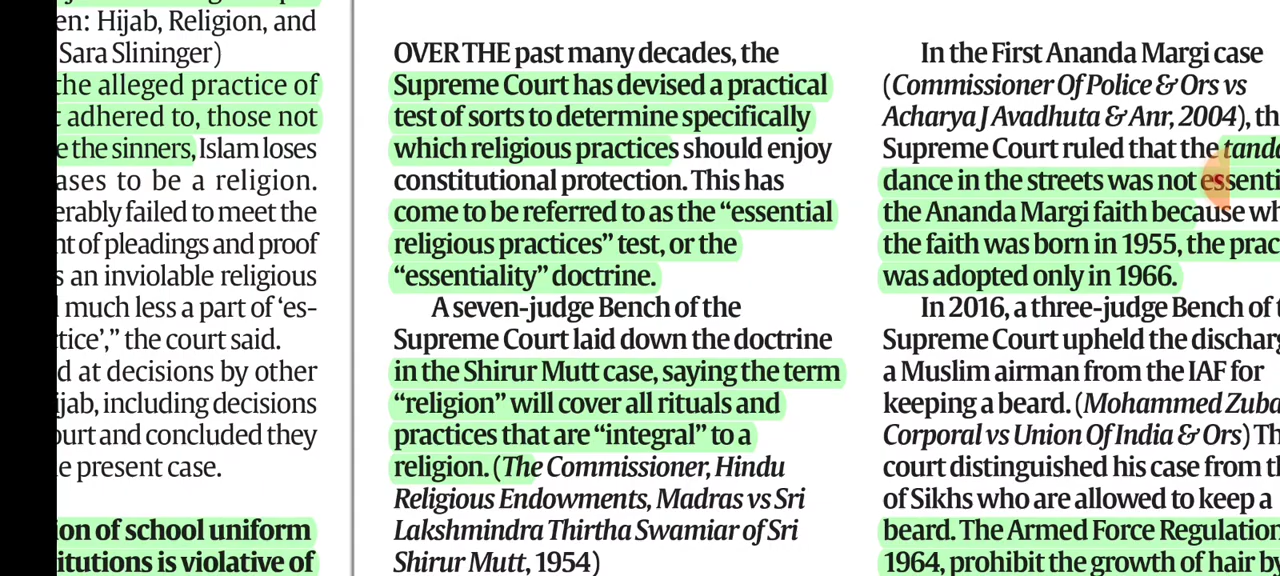 en: Hijab, Religion, and
Sara Slininger)
the alleged practice of
adhered to, those not
the sinners, Islam loses
ases to be a religion.
erably failed to meet the
of pleadings and proof
s an inviolable religious
much less a part of ‘es-
tice’,” the court said.
d at decisions by other
ijab, including decisions
ourt and concluded they
e present case.
ion of school uniform
itutions is violative of
OVER THE past many decades, the
Supreme Court has devised a practical
test of sorts to determine specifically
which religious practices should enjoy
constitutional protection. This has
come to be referred to as the “essential
religious practices” test, or the
“essentiality” doctrine.
A seven-judge Bench of the
Supreme Court laid down the doctrine
in the Shirur Mutt case, saying the term
“religion” will cover all rituals and
practices that are “integral” to a
religion. (The Commissioner, Hindu
Religious Endowments, Madras vs Sri
Lakshmindra Thirtha Swamiar of Sri
Shirur Mutt, 1954)
In the First Ananda Margi case
(Commissioner Of Police & Ors vs
Acharya J Avadhuta & Anr, 2004), th
Supreme Court ruled that the tanda
dance in the streets was not essenti
the Ananda Margi faith because wh
the faith was born in 1955, the prac
was adopted only in 1966.
In 2016, a three-judge Bench of t
Supreme Court upheld the discharg
a Muslim airman from the IAF for
keeping a beard. (Mohammed Zuba
Corporal vs Union Of India & Ors) Th
court distinguished his case from th
of Sikhs who are allowed to keep a
beard. The Armed Force Regulation
1964, prohibit the growth of hair by